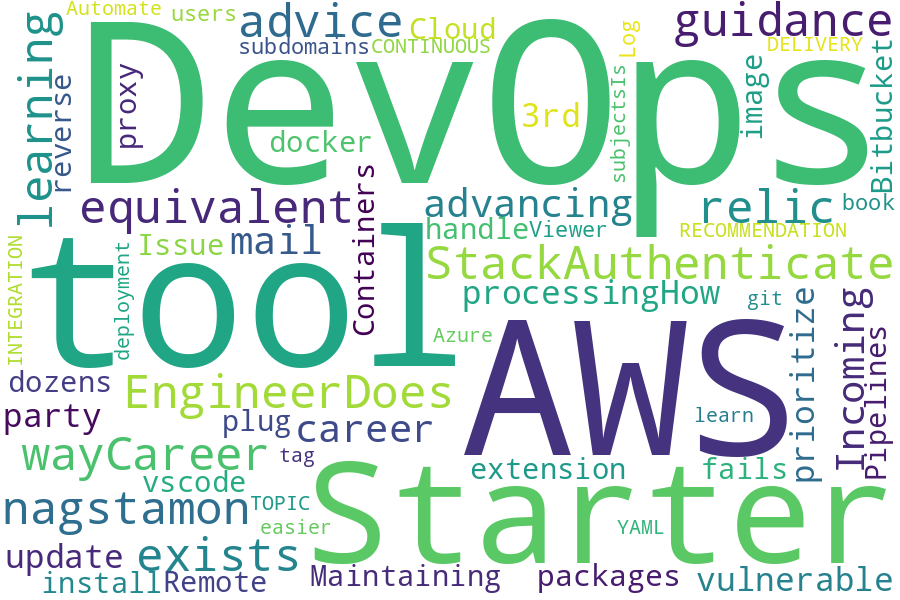 Automate
users
advice
Cloud
guidance
subdomains
CONTINUOUS
Log
DELIVERY
learning
reverse
proxy
DevOps
3rd
docker
subjectsIs
image
Bitbucket
equivalent
Containers
advancing
relic
book
handle
Viewer
RECOMMENDATION
INTEGRATION
deployment
Issue
mail
tool
StackAuthenticate
processingHow
git
Azure
AWS
prioritize
Incoming
Pipelines
dozens
EngineerDoes
party
plug
career
learn
wayCareer
tag
extension
fails
vscode
nagstamon
TOPIC
easier
Starter
YAML
update
exists
install
Remote
Maintaining
packages
vulnerable